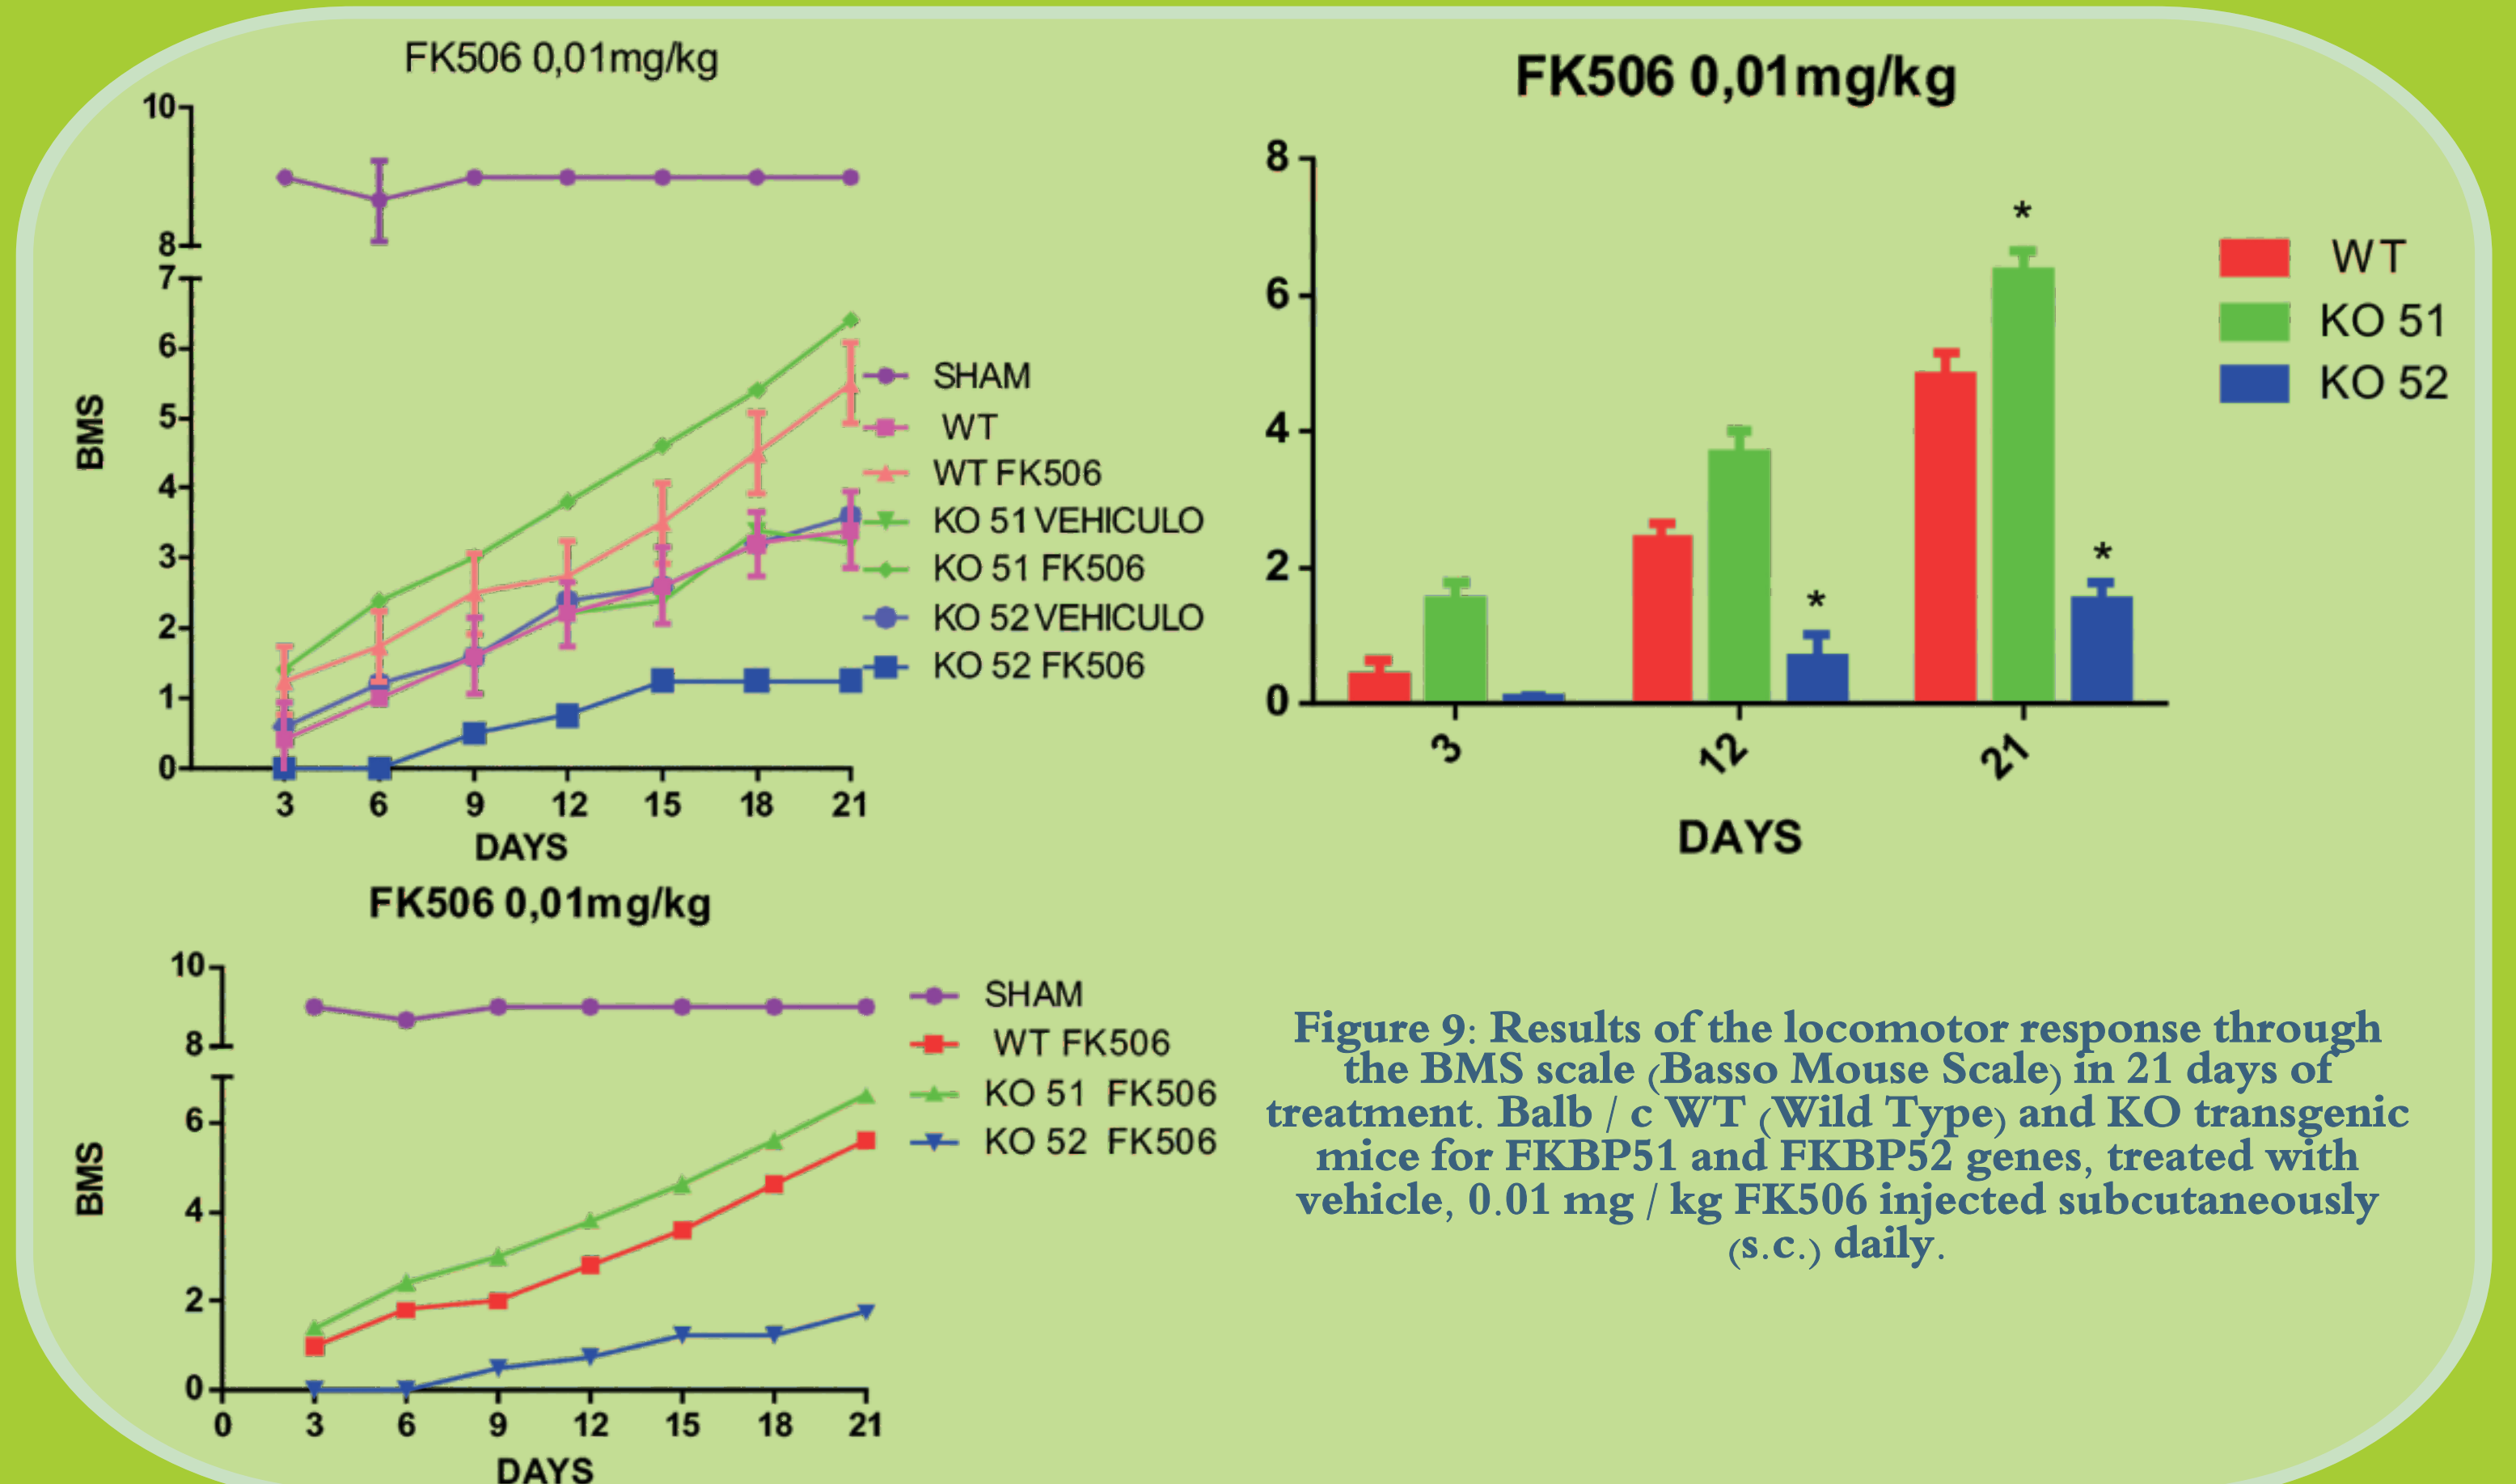 FK506 0,01mg/kg
10
8
7
6
5
4
3
2
1
0
BMS
3 6 9 12 15 18 21
DAYS
SHAM
WT
WT FK506
KO 51 VEHICULO
KO 51 FK506
KO 52 VEHICULO
KO 52 FK506
FK506 0,01mg/kg
8
6
4
2
0
* * *
3 12 21
DAYS
WT
KO 51
KO 52
FK506 0,01mg/kg
10
8
6
4
2
0
BMS
0 3 6 9 12 15 18 21
DAYS
SHAM
WT FK506
KO 51 FK506
KO 52 FK506
Figure 9: Results of the locomotor response through
the BMS scale (Basso Mouse Scale) in 21 days of
treatment. Balb / c WT (Wild Type) and KO transgenic
mice for FKBP51 and FKBP52 genes, treated with
vehicle, 0.01 mg / kg FK506 injected subcutaneously
(s.c.) daily.